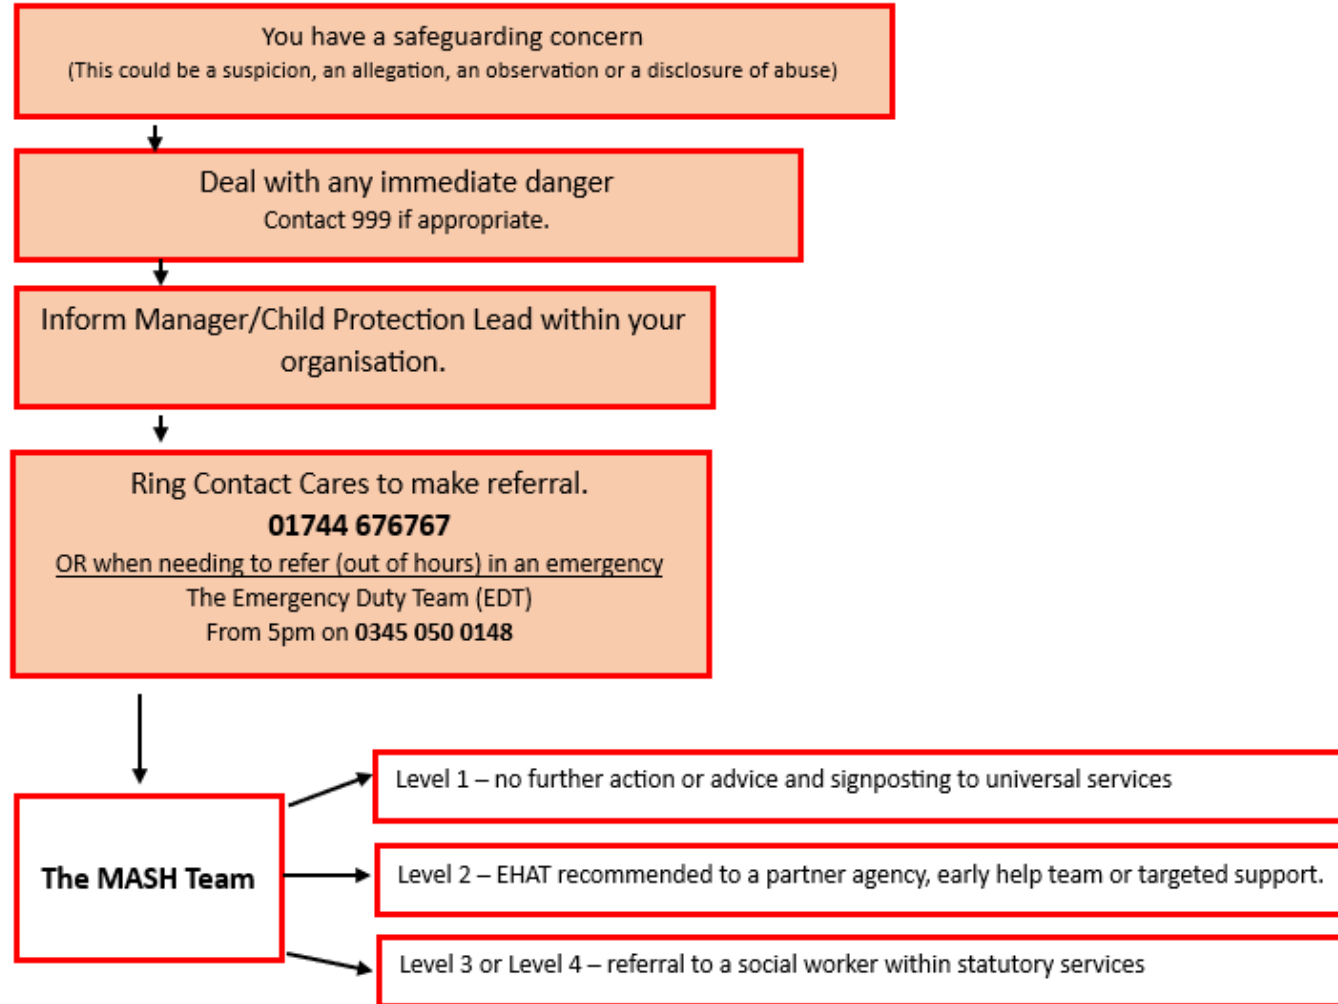 You have a safeguarding concern
(This could be a suspicion, an allegation, an observation or a disclosure of abuse)
Deal with any immediate danger
Contact 999 if appropriate.
Inform Manager/Child Protection Lead within your
organisation.
Ring Contact Cares to make referral.
01744 676767
OR when needing to refer (out of hours) in an emergency
The Emergency Duty Team (EDT)
From 5pm on 0345 050 0148
The MASH Team
Level 1 – no further action or advice and signposting to universal services
Level 2 – EHAT recommended to a partner agency, early help team or targeted support.
Level 3 or Level 4 – referral to a social worker within statutory services